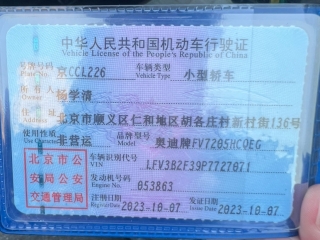 中华人民共和国机动车行驶证
Vehicle License of the People's Republic of China
号牌号码 京CCL226 车辆类型 小型轿车
Plate No. Vehicle Type
所有人 杨学清
Owner
住址 北京市顺义区仁和地区胡各庄村新村街136号
Address
使用性质 非营运 品牌型号 奥迪牌FV7205HCQEG
Use Character Model
北京市公安局公安交通管理局
车辆识别代号 LFV3B2F39P7727071
VIN
发动机号码 053863
Engine No.
注册日期 2023-10-07 发证日期 2023-10-07
Register Date Issue Date